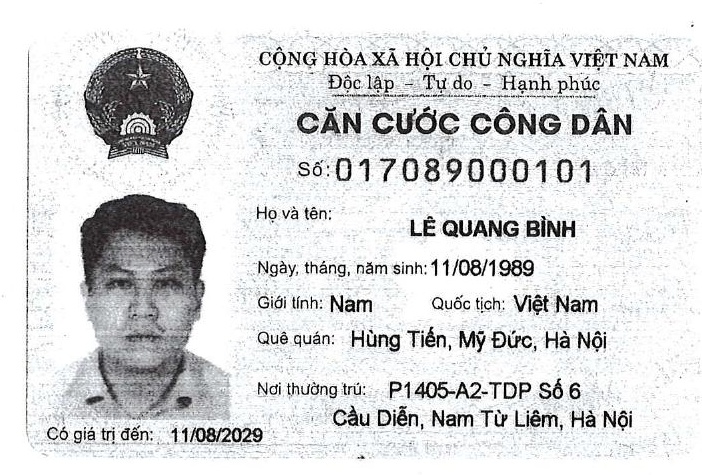 CỘNG HÒA XÃ HỘI CHỦ NGHĨA VIỆT NAM
Độc lập - Tự do - Hạnh phúc
CĂN CƯỚC CÔNG DÂN
Số: 017089000101
Họ và tên:
LÊ QUANG BÌNH
Ngày, tháng, năm sinh: 11/08/1989
Giới tính: Nam Quốc tịch: Việt Nam
Quê quán: Hùng Tiến, Mỹ Đức, Hà Nội
Nơi thường trú: P1405-A2-TDP Số 6
Cầu Diễn, Nam Từ Liêm, Hà Nội
Có giá trị đến: 11/08/2029